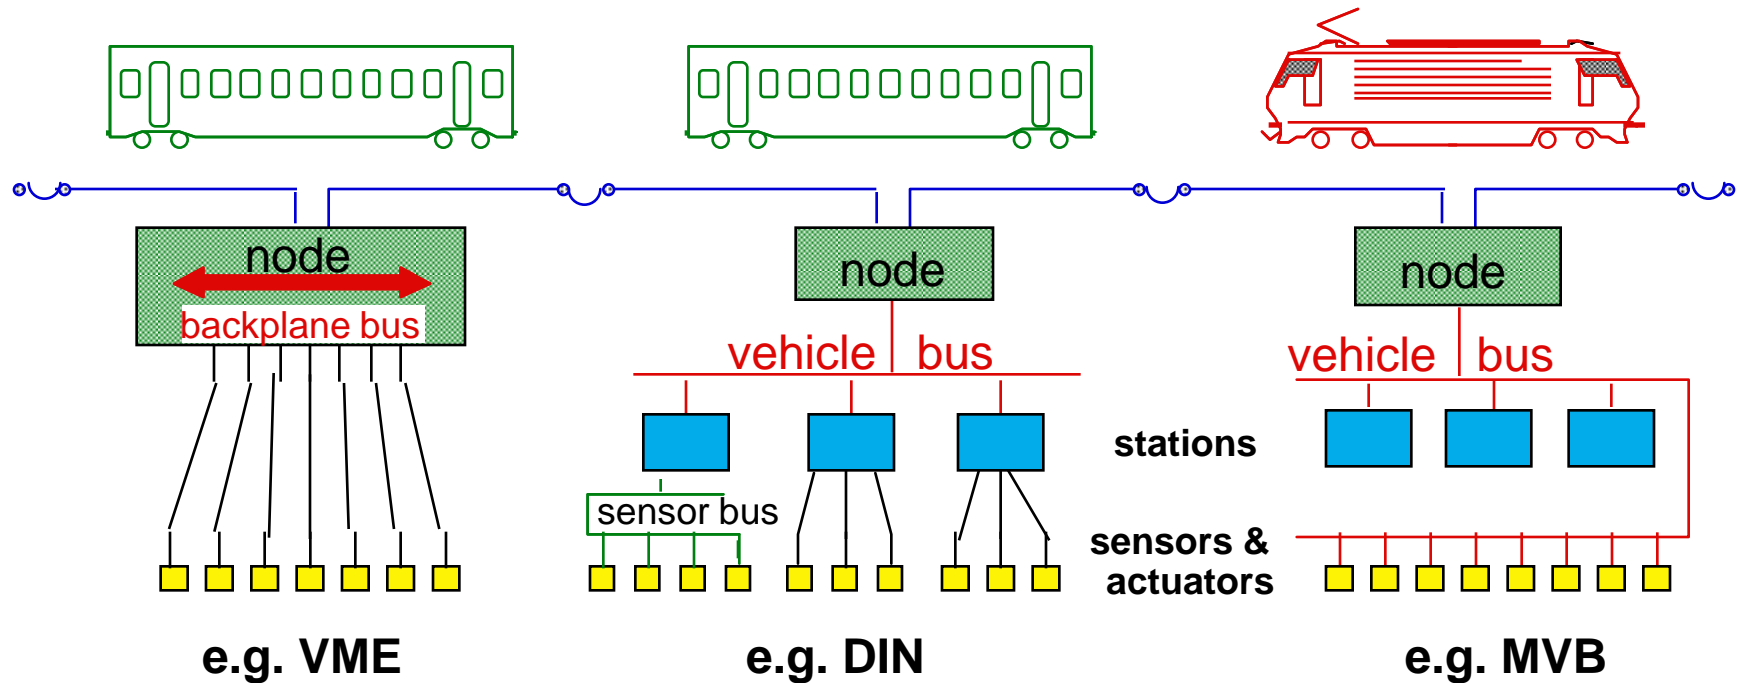 node
backplane bus
node
node
vehicle bus
vehicle bus
stations
sensor bus
sensors &
actuators
e.g. VME
e.g. DIN
e.g. MVB